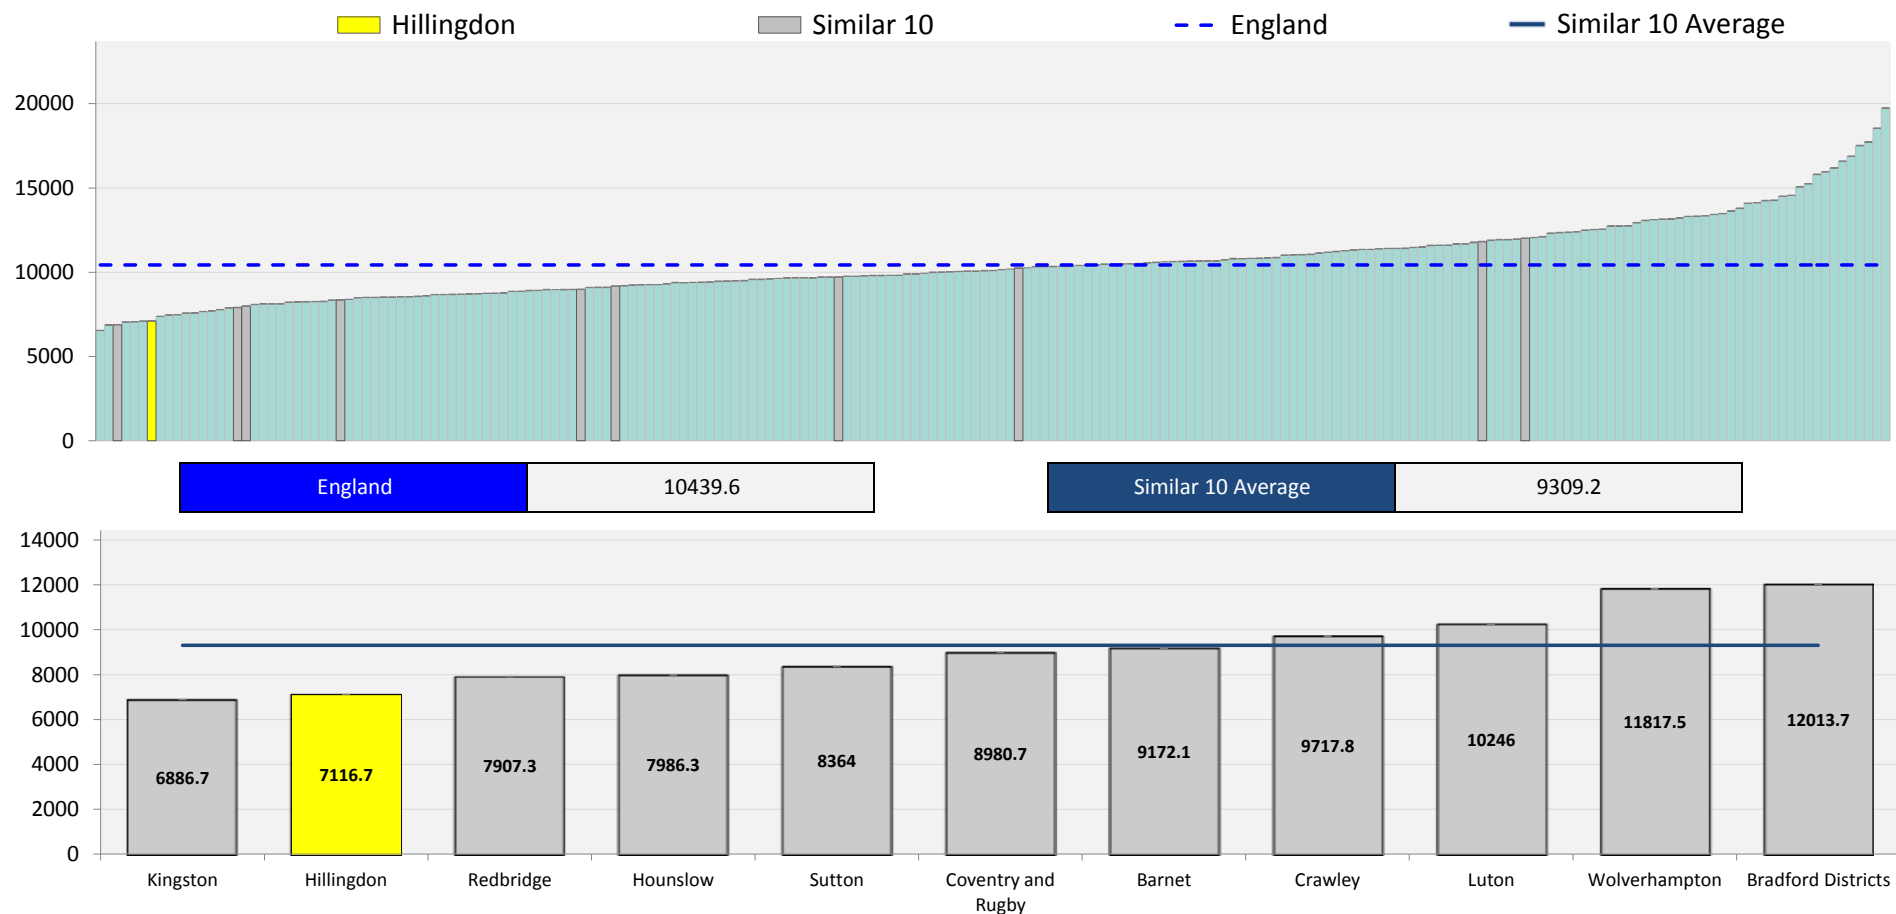 Hillingdon
Similar 10
England
Similar 10 Average
20000
15000
10000
5000
0
England
10439.6
Similar 10 Average
9309.2
14000
12000
10000
8000
6000
4000
2000
0
6886.7
7116.7
7907.3
7986.3
8364
8980.7
9172.1
9717.8
10246
11817.5
12013.7
Kingston
Hillingdon
Redbridge
Hounslow
Sutton
Coventry and
Rugby
Barnet
Crawley
Luton
Wolverhampton
Bradford Districts